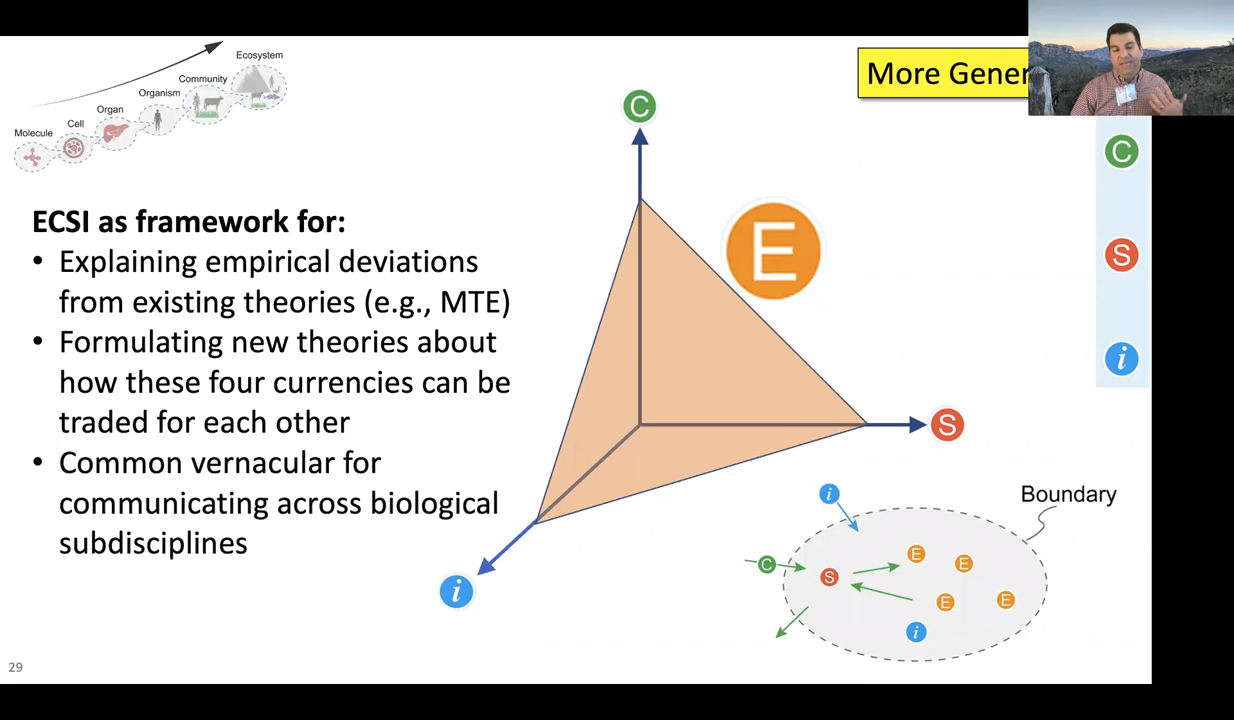 Ecosystem
Community
Organism
Organ
Cell
Molecule
More Gener
C
C
E
S
i
ECSI as framework for:
• Explaining empirical deviations
from existing theories (e.g., MTE)
• Formulating new theories about
how these four currencies can be
traded for each other
• Common vernacular for
communicating across biological
subdisciplines
S
i
Boundary
i
C
S
E
E
E
E
i
29